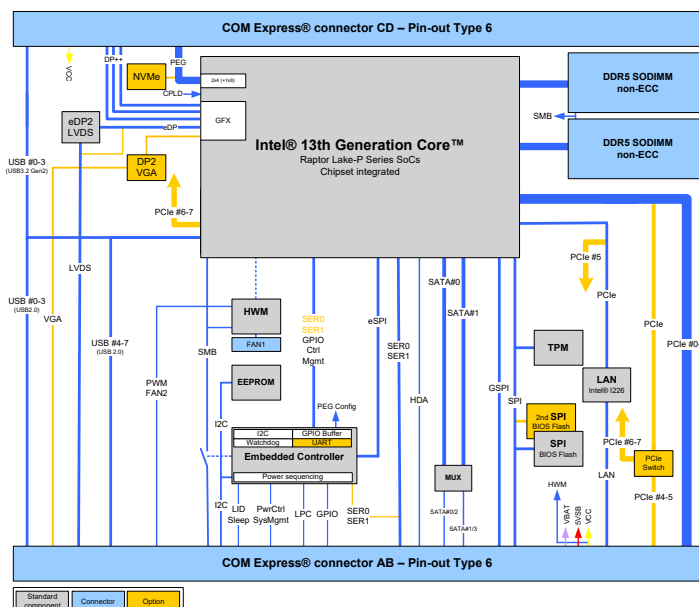 COM Express® connector CD – Pin-out Type 6
VCC
DP++
PEG
NVMe
2x4 (+1x8)
CPLD
GFX
eDP
eDP2
LVDS
DP2
VGA
Intel® 13th Generation Core™
Raptor Lake-P Series SoCs
Chipset integrated
DDR5 SODIMM
non-ECC
SMB
DDR5 SODIMM
non-ECC
USB #0-3
(USB3.2 Gen2)
PCIe #6-7
LVDS
PCIe #5
USB #0-3
(USB2.0)
VGA
USB #4-7
(USB 2.0)
SMB
PWM
FAN2
HWM
FAN1
SER0
SER1
GPIO
Ctrl
Mgmt
eSPI
SER0
SER1
HDA
SATA#0
SATA#1
GSPI
SPI
PCIe
PCIe
TPM
LAN
Intel® I226
EEPROM
I2C
PEG Config
2nd SPI
BIOS Flash
SPI
BIOS Flash
I2C
GPIO Buffer
Watchdog
UART
Embedded Controller
Power sequencing
MUX
PCIe #6-7
PCIe
Switch
PCIe #4-5
LAN
I2C
LID
Sleep
PwrCtrl
SysMgmt
LPC
GPIO
SER0
SER1
SATA#0/2
SATA#1/3
HWM
VBAT
5VSB
VCC
COM Express® connector AB – Pin-out Type 6
Standard
component
Connector
Option